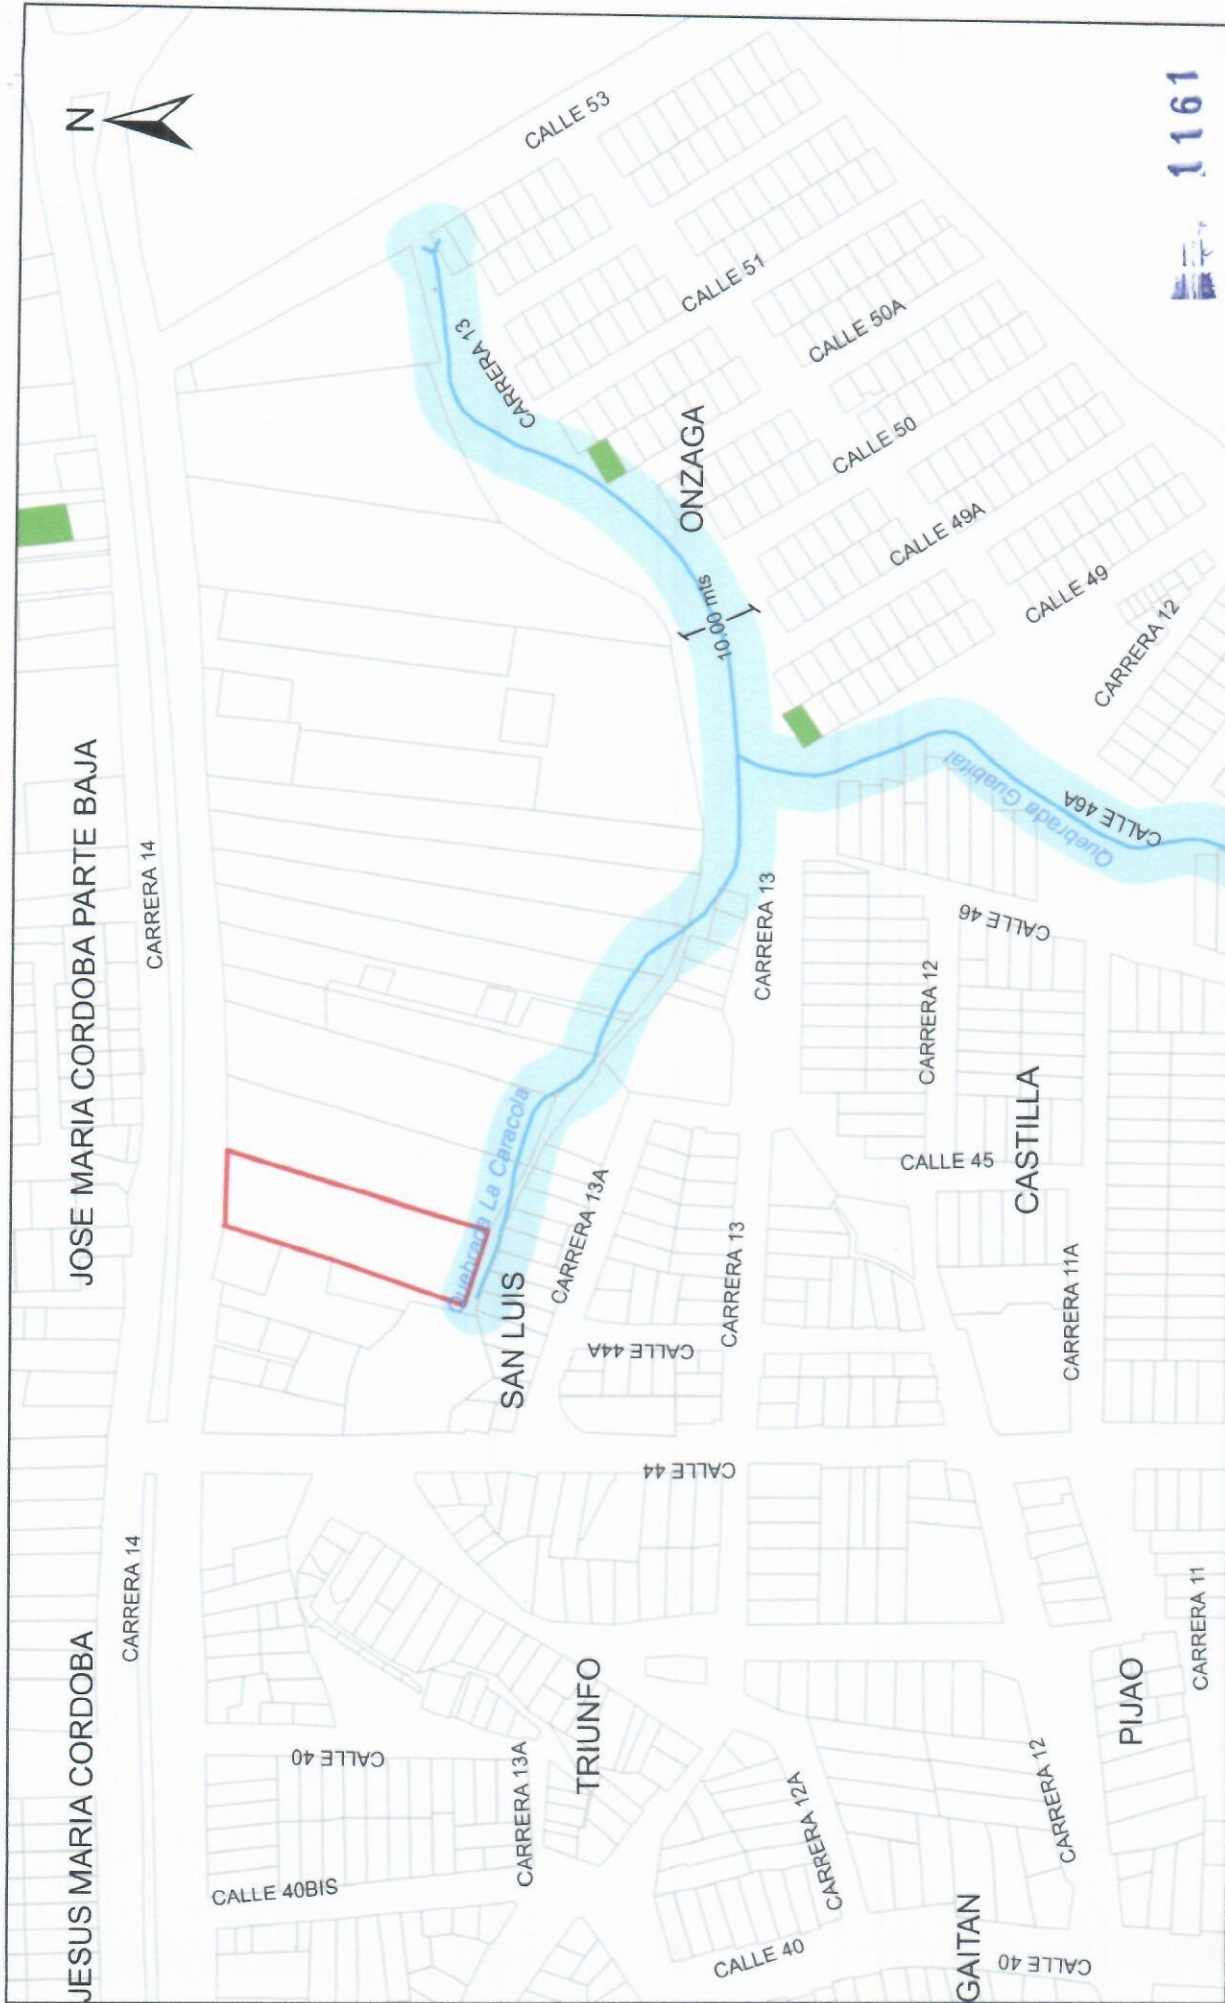 N
JESUS MARIA CORDOBA
JOSE MARIA CORDOBA PARTE BAJA
CARRERA 14
CARRERA 14
CALLE 53
CARRERA 13
CALLE 51
CALLE 50A
ONZAGA
CALLE 50
CALLE 49A
CALLE 49
CARRERA 12
10.00 mts
Quebrada Guabital
CALLE 46A
CALLE 46
CARRERA 13
CARRERA 12
Quebrada La Caracola
CARRERA 13A
SAN LUIS
CALLE 45
CASTILLA
CARRERA 13
CALLE 44A
CARRERA 11A
CALLE 44
CALLE 40
CARRERA 13A
TRIUNFO
CALLE 40BIS
CARRERA 12A
CARRERA 12
PIJAO
CARRERA 11
CALLE 40
GAITAN
CALLE 40
1161